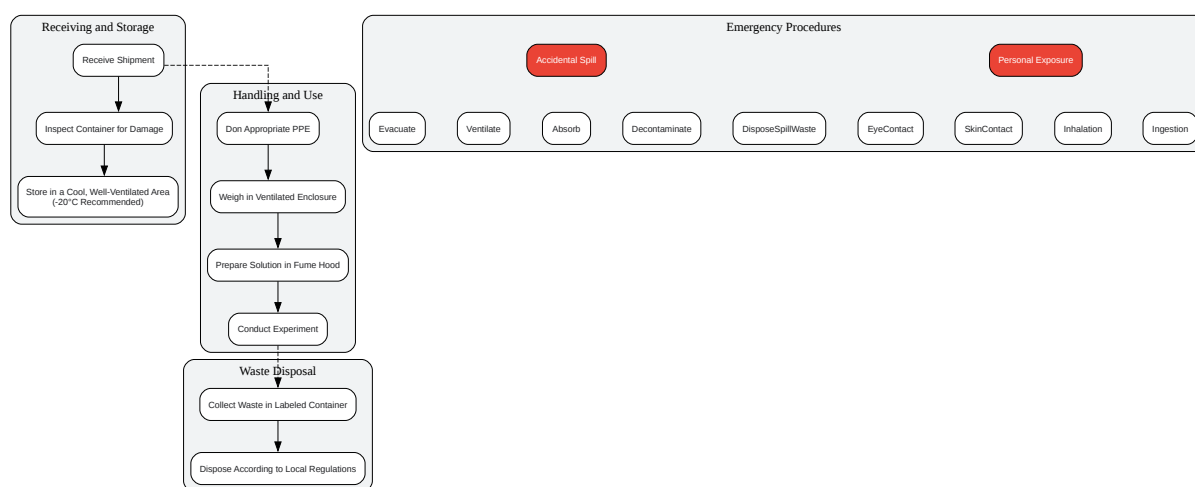 Receiving and Storage
Receive Shipment
Inspect Container for Damage
Store in a Cool, Well-Ventilated Area
(-20°C Recommended)
Handling and Use
Don Appropriate PPE
Weigh in Ventilated Enclosure
Prepare Solution in Fume Hood
Conduct Experiment
Waste Disposal
Collect Waste in Labeled Container
Dispose According to Local Regulations
Emergency Procedures
Accidental Spill
Personal Exposure
Evacuate
Ventilate
Absorb
Decontaminate
DisposeSpillWaste
EyeContact
SkinContact
Inhalation
Ingestion